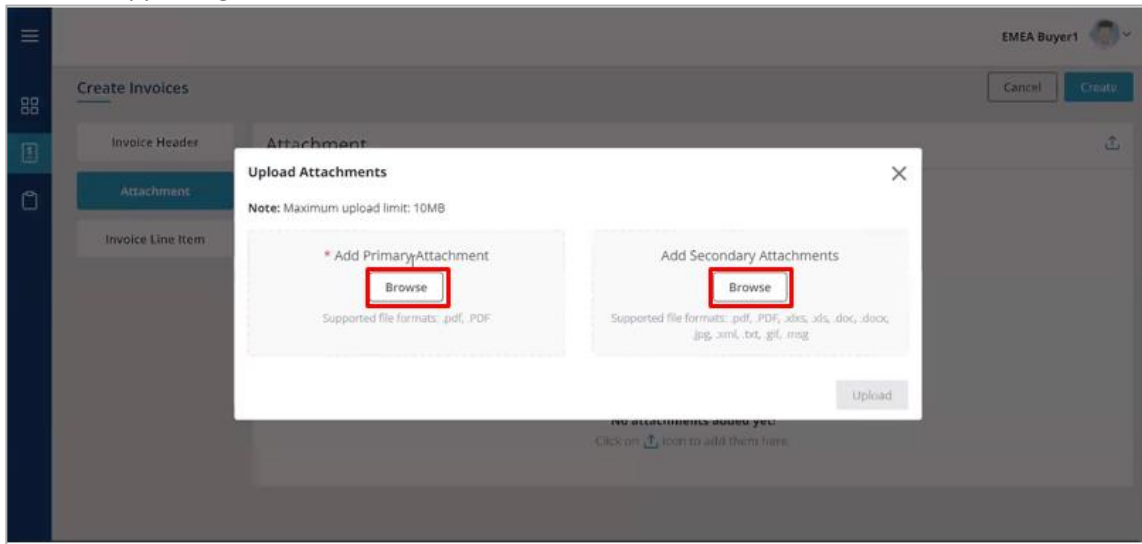 EMEA Buyer1
Create Invoices
Cancel
Create
Invoice Header
Attachment
Attachment
Invoice Line Item
Upload Attachments
Note: Maximum upload limit: 10MB
* Add Primary Attachment
Browse
Supported file formats: .pdf, .PDF
Add Secondary Attachments
Browse
Supported file formats: .pdf, .PDF, .xlxs, .xls, .doc, .docx,
.jpg, .xml, .txt, .gif, .msg
Upload
No attachments added yet!
Click on icon to add them here.